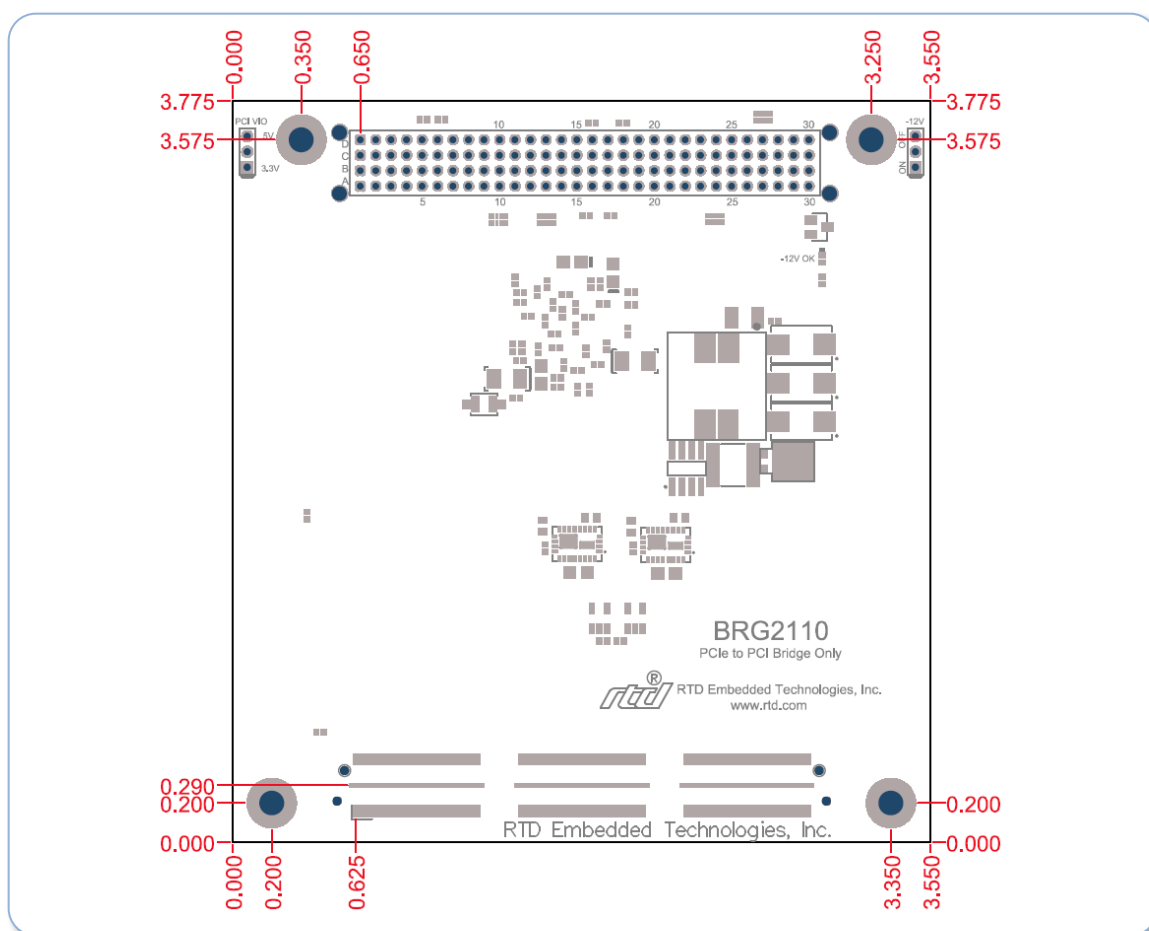 0.000
0.350
0.650
3.250
3.550
3.775
3.775
PCI VIO
10
15
20
25
30
-12V
3.575
5V
D
OFF
3.575
C
B
3.3V
A
ON
5
10
15
20
25
30
-12V OK
BRG2110
PCIe to PCI Bridge Only
rtd® RTD Embedded Technologies, Inc.
www.rtd.com
0.290
0.200
0.200
RTD Embedded Technologies, Inc.
0.000
0.000
0.000
0.200
0.625
3.350
3.550